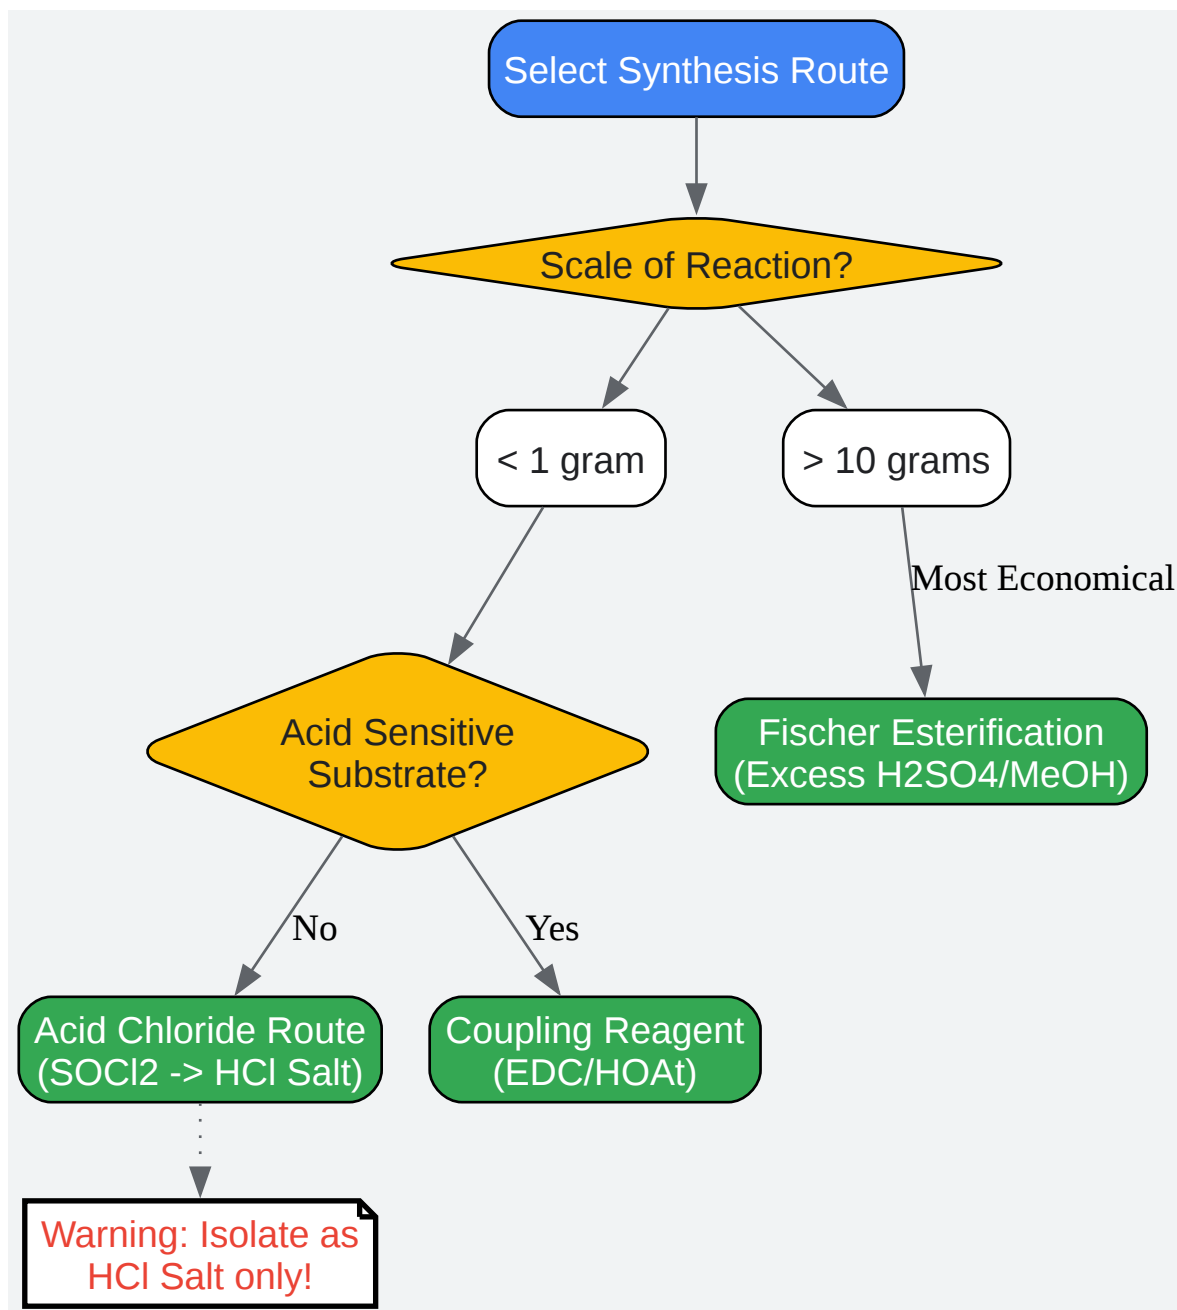 Select Synthesis Route
Scale of Reaction?
< 1 gram
> 10 grams
Most Economical
Acid Sensitive
Substrate?
Fischer Esterification
(Excess H2SO4/MeOH)
No
Yes
Acid Chloride Route
(SOCl2 -> HCl Salt)
Coupling Reagent
(EDC/HOAt)
Warning: Isolate as
HCl Salt only!